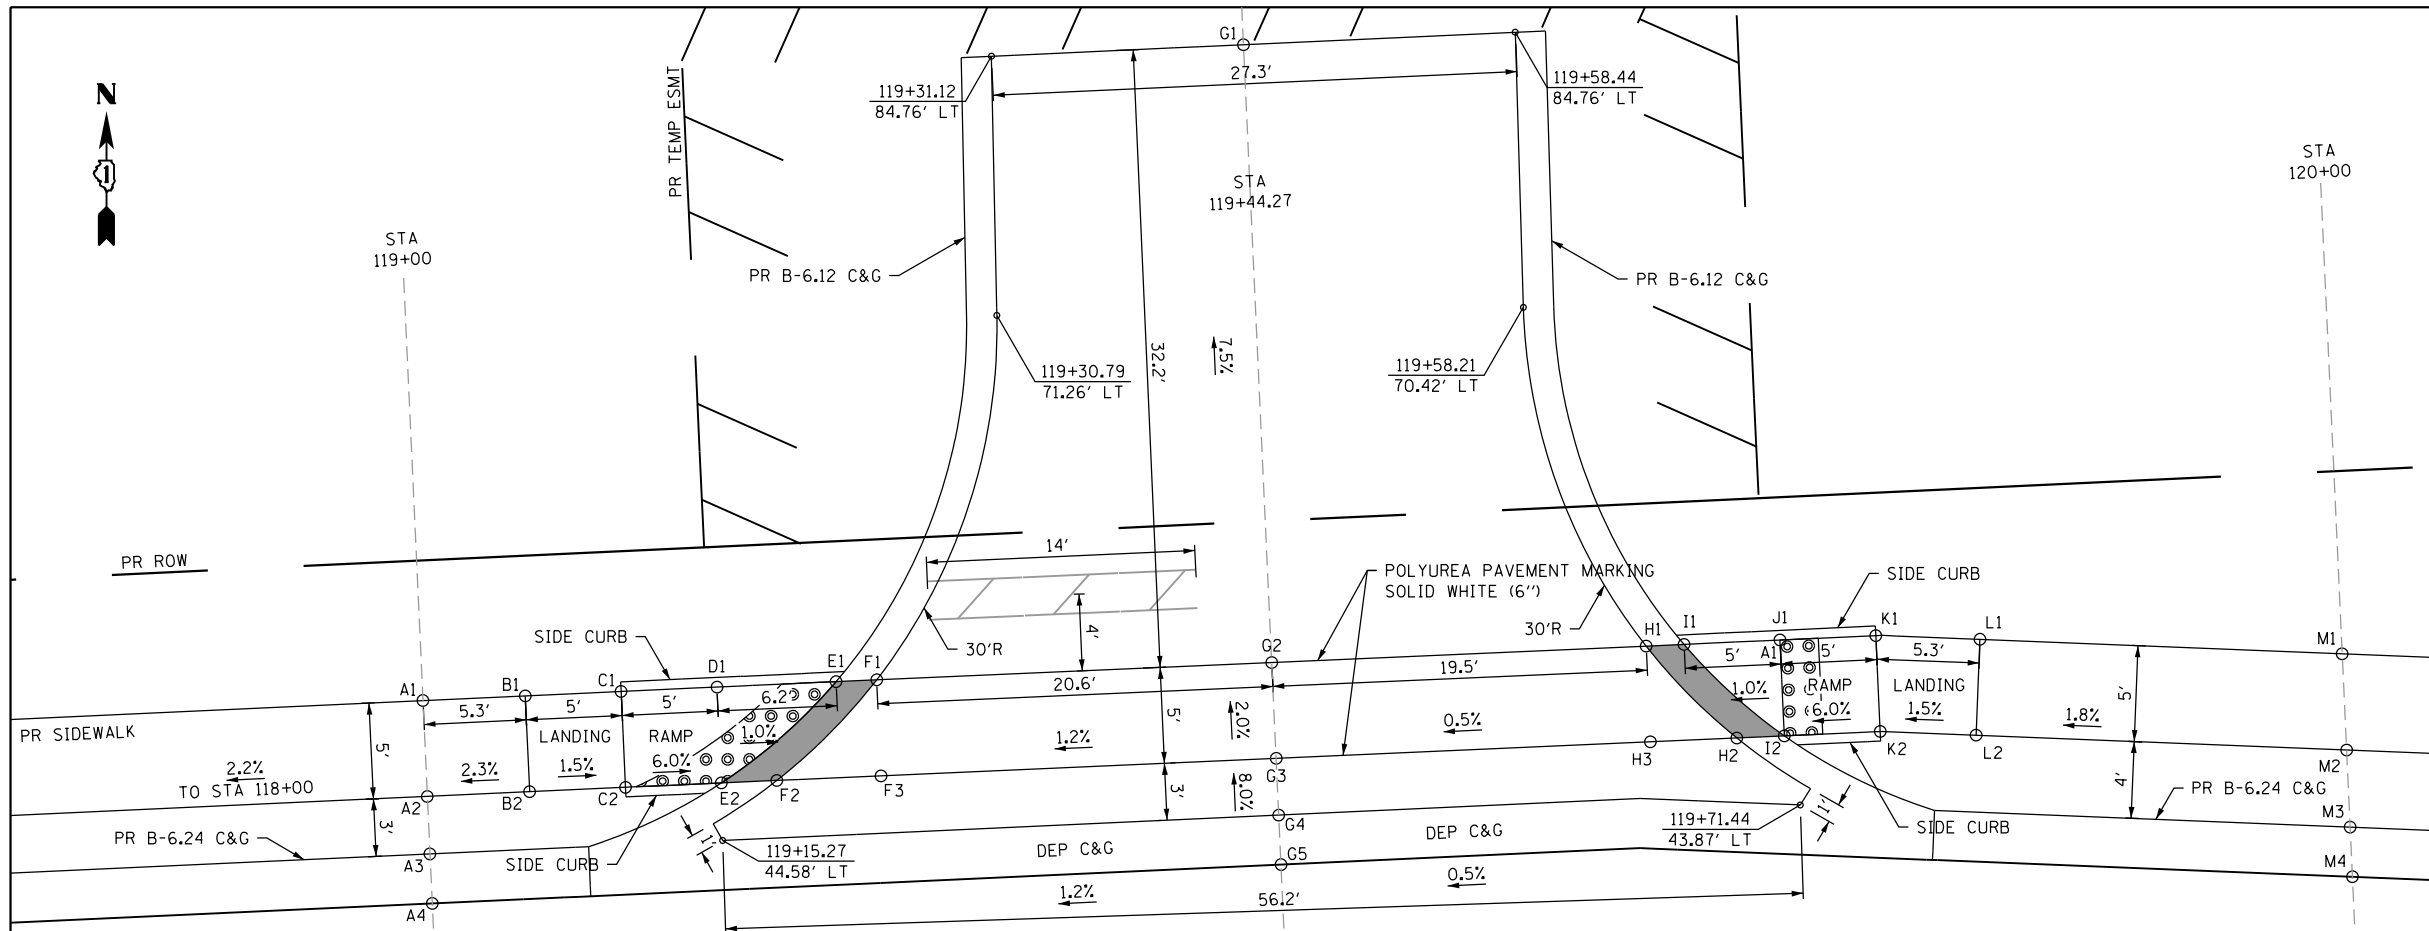 G1
27.3'
119+31.12
84.76' LT
119+58.44
84.76' LT
N
1
PR TEMP ESMT
STA
119+44.27
STA
120+00
STA
119+00
PR B-6.12 C&G
PR B-6.12 C&G
32.2'
7.5%
119+30.79
71.26' LT
119+58.21
70.42' LT
PR ROW
14'
POLYUREA PAVEMENT MARKING
SOLID WHITE (6")
SIDE CURB
4'
30'R
30'R
SIDE CURB
A1
B1
C1
D1
E1
F1
G2
H1
I1
J1
K1
L1
M1
5.3'
5'
5'
6.2'
20.6'
19.5'
5'
A1
5'
5.3'
PR SIDEWALK
5'
LANDING
RAMP
1.0%
5'
2.0%
1.0%
RAMP
LANDING
5'
2.2%
TO STA 118+00
2.3%
1.5%
6.0%
1.2%
0.5%
6.0%
1.5%
1.8%
A2
B2
C2
E2
F2
F3
G3
H3
H2
I2
K2
L2
M2
3'
3'
8.0%
4'
PR B-6.24 C&G
A3
SIDE CURB
1'
119+15.27
44.58' LT
DEP C&G
G4
DEP C&G
119+71.44
43.87' LT
1'
SIDE CURB
PR B-6.24 C&G
M3
G5
M4
A4
1.2%
0.5%
56.2'